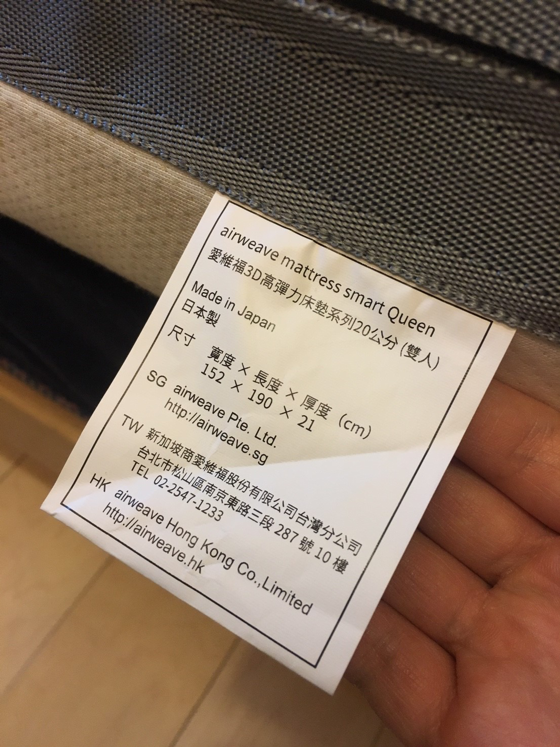 airweave mattress smart Queen
愛維福3D高彈力床墊系列20公分 (雙人)
Made in Japan
日本製
尺寸
寬度 × 長度 × 厚度 (cm)
152 × 190 × 21
SG airweave Pte. Ltd.
http://airweave.sg
TW 新加坡商愛維福股份有限公司台灣分公司
台北市松山區南京東路三段 287 號 10 樓
TEL 02-2547-1233
HK airweave Hong Kong Co.,Limited
http://airweave.hk